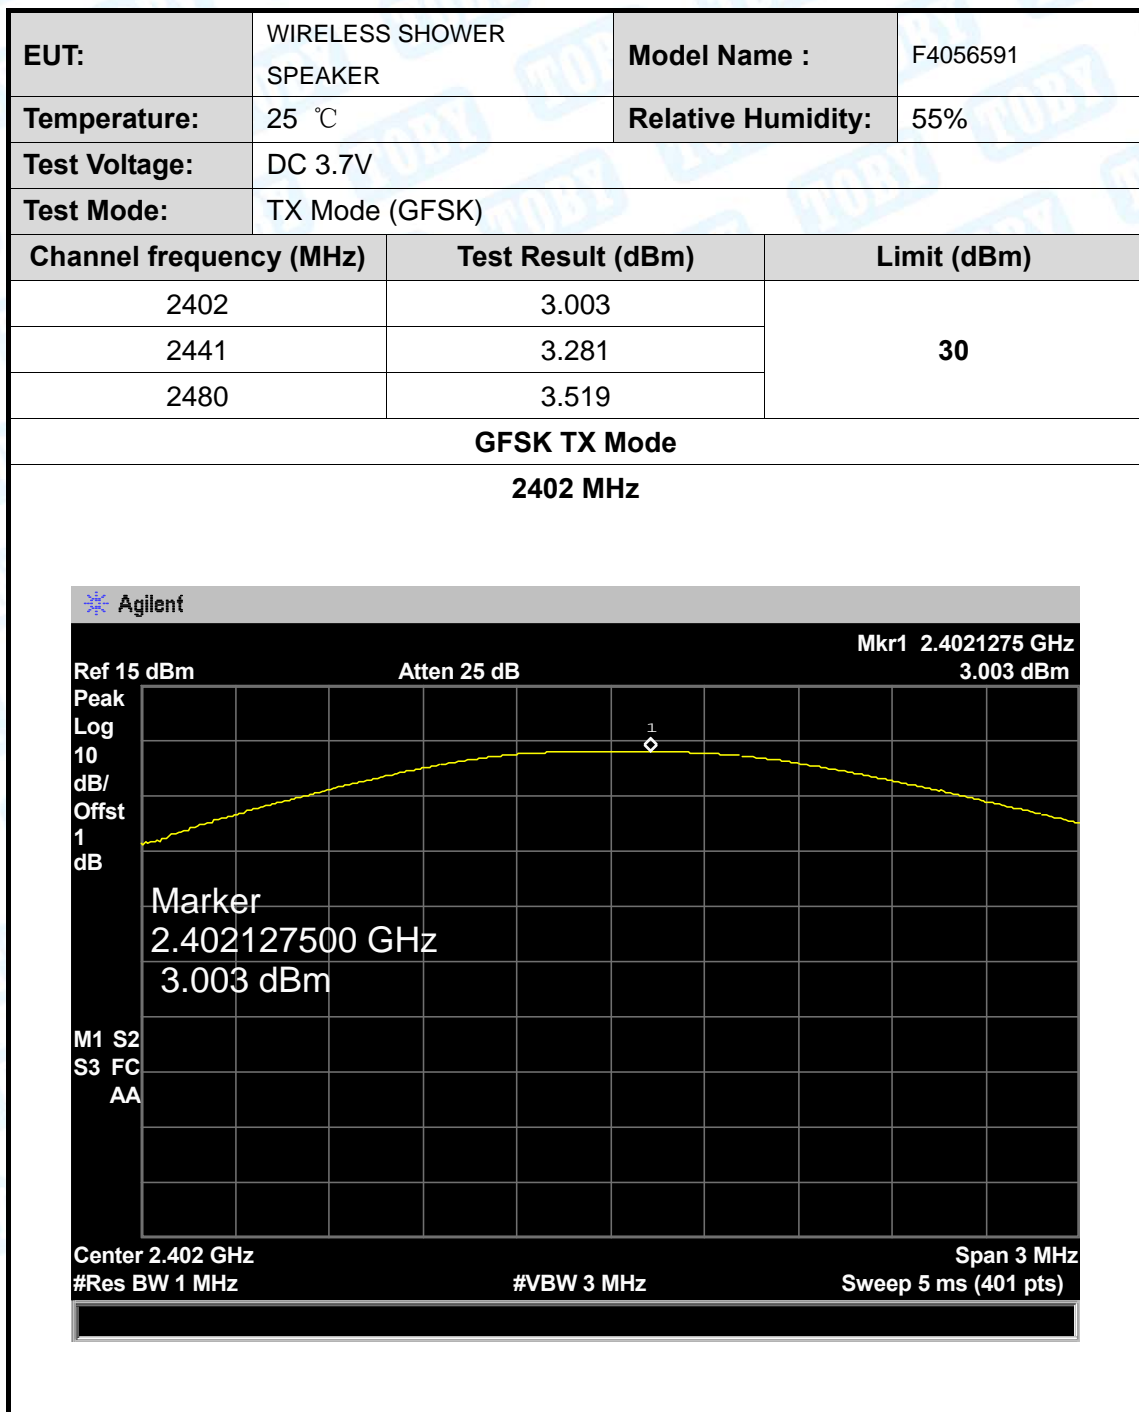 EUT: WIRELESS SHOWER SPEAKER Model Name : F4056591
Temperature: 25 ℃ Relative Humidity: 55%
Test Voltage: DC 3.7V
Test Mode: TX Mode (GFSK)
Channel frequency (MHz) Test Result (dBm) Limit (dBm)
2402 3.003
2441 3.281 30
2480 3.519
GFSK TX Mode
2402 MHz
Agilent
Mkr1 2.4021275 GHz
Ref 15 dBm Atten 25 dB 3.003 dBm
Peak
Log
10
dB/
Offst
1
dB
1
Marker
2.402127500 GHz
3.003 dBm
M1 S2
S3 FC
AA
Center 2.402 GHz Span 3 MHz
#Res BW 1 MHz #VBW 3 MHz Sweep 5 ms (401 pts)
TOBY